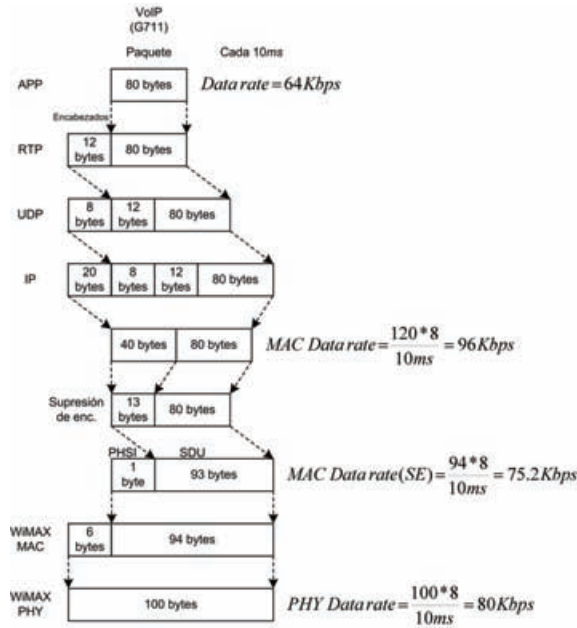 VoIP
(G711)
Paquete Cada 10ms
APP 80 bytes Data rate = 64Kbps
Encabezados
RTP 12 bytes 80 bytes
UDP 8 bytes 12 bytes 80 bytes
IP 20 bytes 8 bytes 12 bytes 80 bytes
40 bytes 80 bytes MAC Data rate = 120*8 / 10ms = 96Kbps
Supresión de enc. 13 bytes 80 bytes
PHSI SDU
1 byte 93 bytes MAC Data rate(SE) = 94*8 / 10ms = 75.2Kbps
WiMAX MAC 6 bytes 94 bytes
WiMAX PHY 100 bytes PHY Data rate = 100*8 / 10ms = 80Kbps